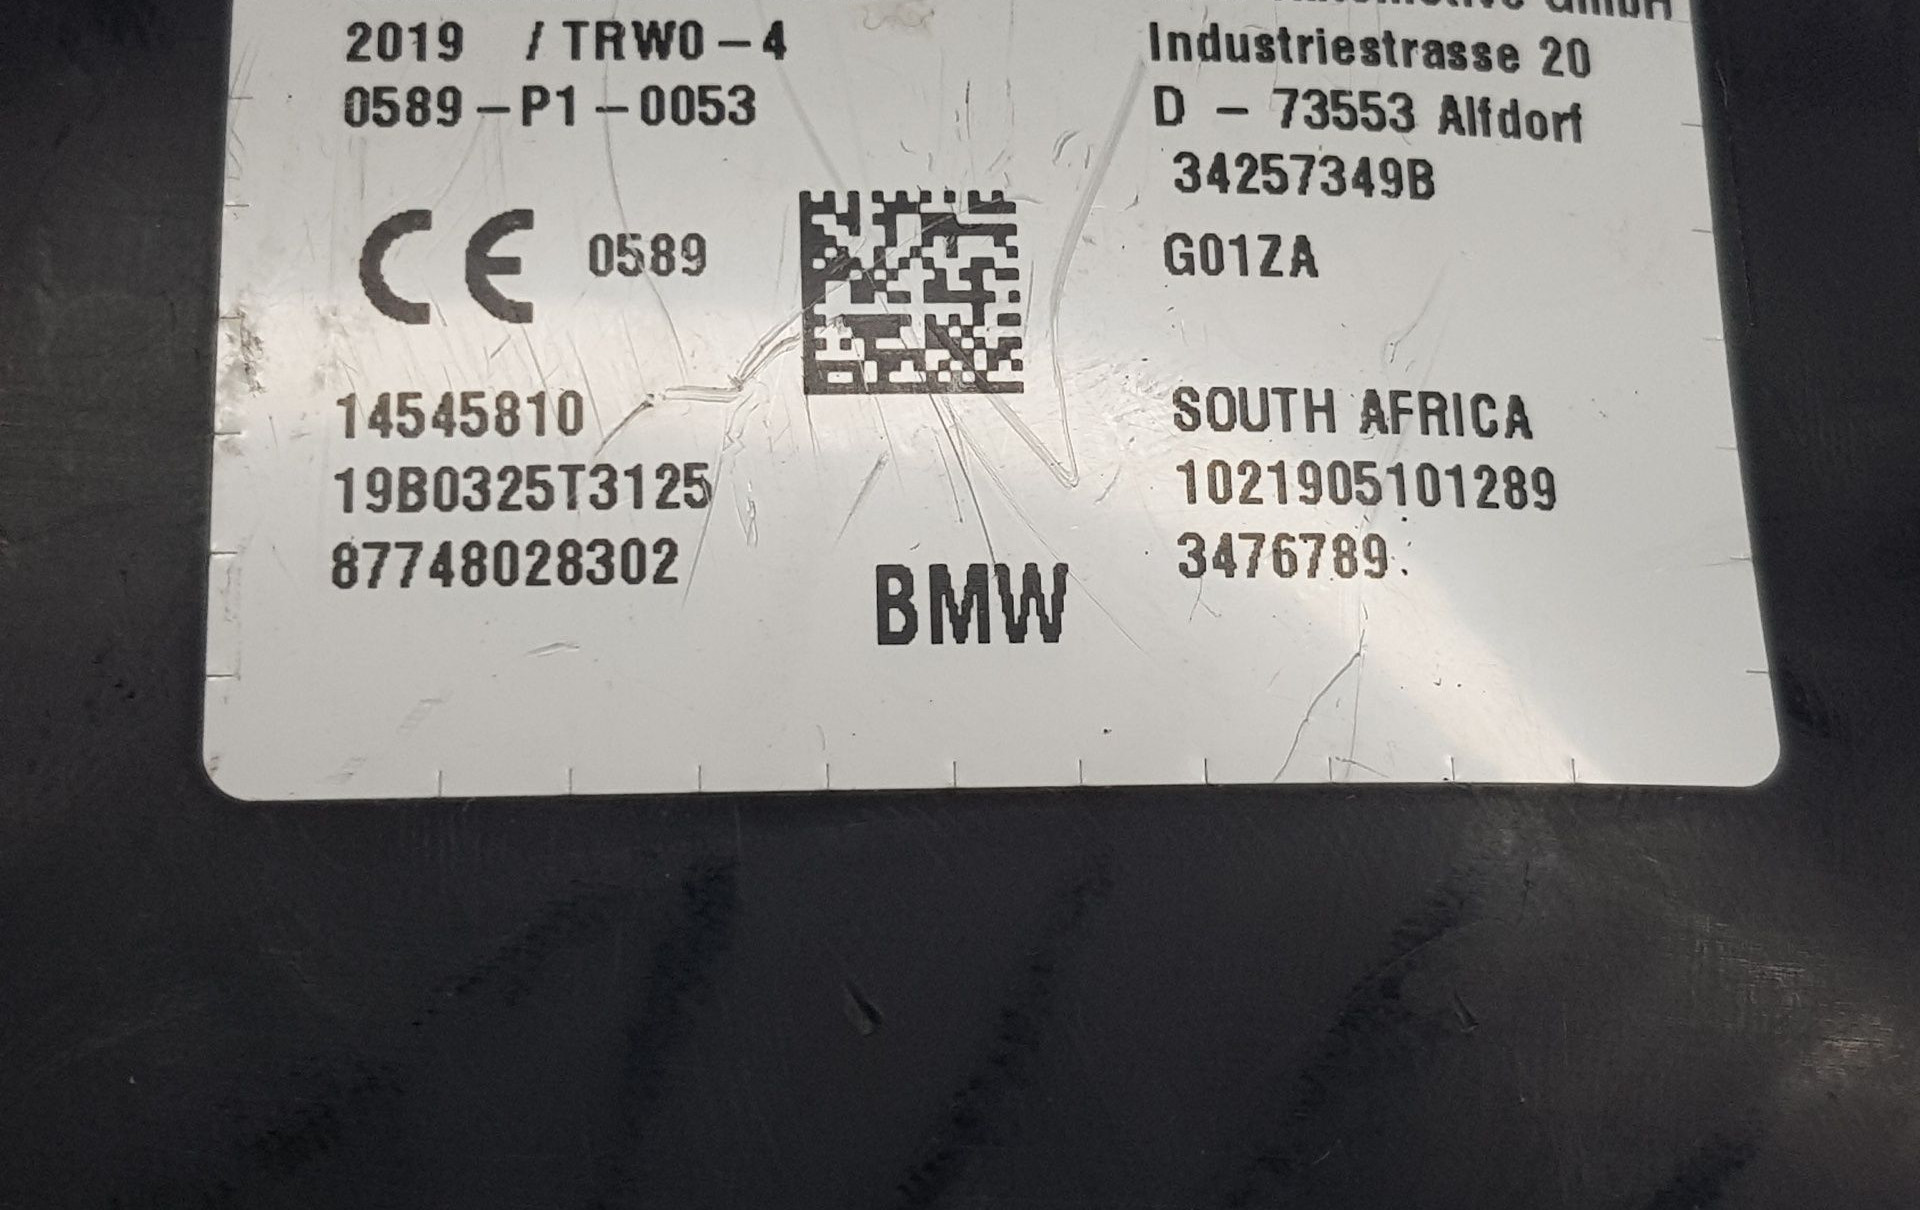 GmbH
2019 / TRW0-4
0589-P1-0053
Industriestrasse 20
D - 73553 Alfdorf
34257349B
CE 0589
G01ZA
14545810
19B0325T3125
87748028302
SOUTH AFRICA
1021905101289
3476789
BMW